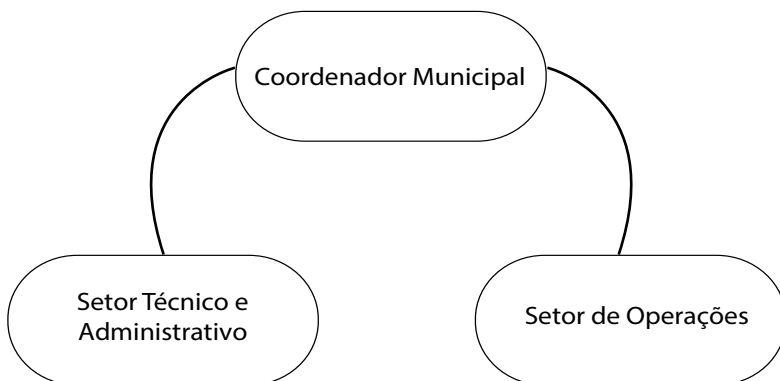 Coordenador Municipal
Setor Técnico e
Administrativo
Setor de Operações